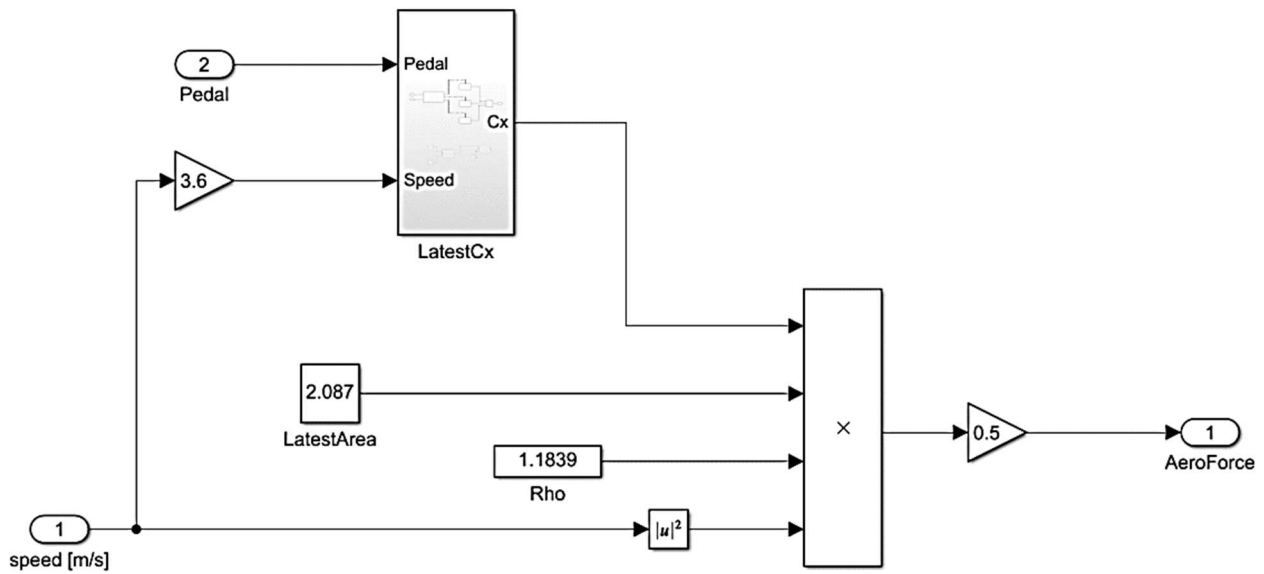 2
Pedal
Pedal
Cx
3.6
Speed
LatestCx
2.087
LatestArea
×
0.5
1
AeroForce
1.1839
Rho
1
speed [m/s]
|u|²